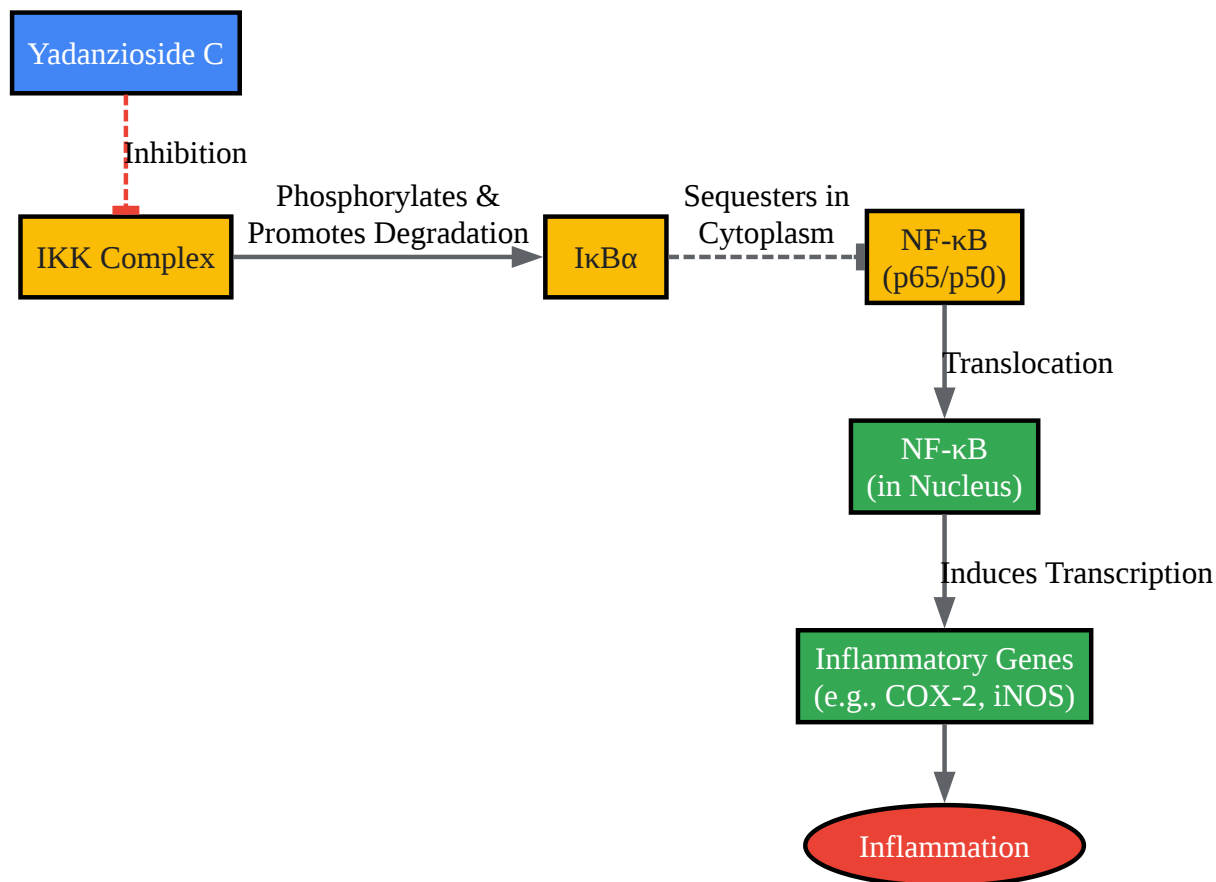 Yadanzioside C
Inhibition
IKK Complex
Phosphorylates &
Promotes Degradation
IκBα
Sequesters in
Cytoplasm
NF-κB
(p65/p50)
Translocation
NF-κB
(in Nucleus)
Induces Transcription
Inflammatory Genes
(e.g., COX-2, iNOS)
Inflammation